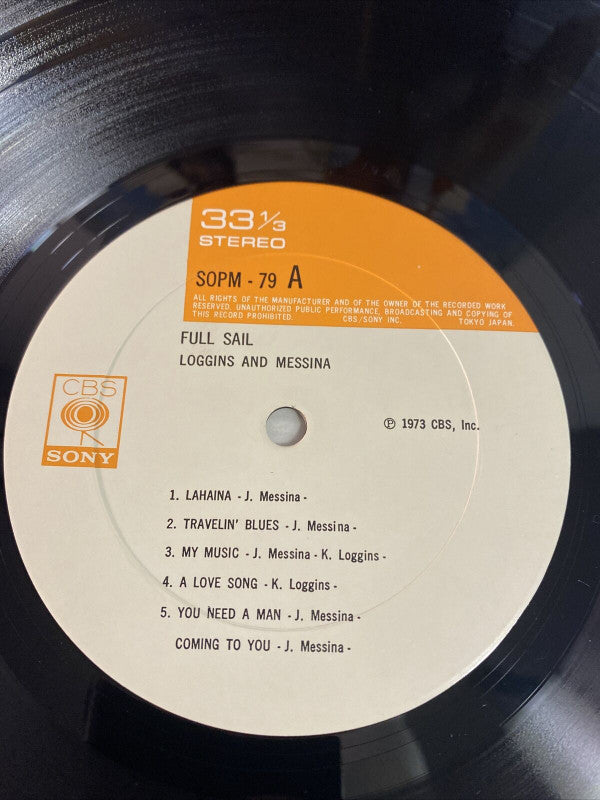 33 1/3
STEREO
SOPM - 79 A
ALL RIGHTS OF THE MANUFACTURER AND OF THE OWNER OF THE RECORDED WORK
RESERVED. UNAUTHORIZED PUBLIC PERFORMANCE, BROADCASTING AND COPYING OF
THIS RECORD PROHIBITED. CBS/SONY INC. TOKYO JAPAN.
FULL SAIL
LOGGINS AND MESSINA
CBS
SONY
℗ 1973 CBS, Inc.
1. LAHAINA - J. Messina -
2. TRAVELIN' BLUES - J. Messina -
3. MY MUSIC - J. Messina - K. Loggins -
4. A LOVE SONG - K. Loggins -
5. YOU NEED A MAN - J. Messina -
COMING TO YOU - J. Messina -